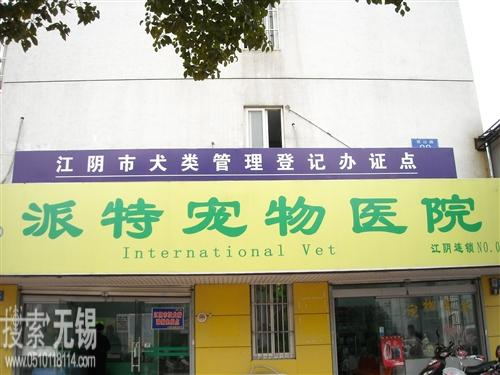 江阴市犬类管理登记办证点
派特宠物医院
International Vet
江阴连锁NO.0
搜索无锡
www.0510118114.com